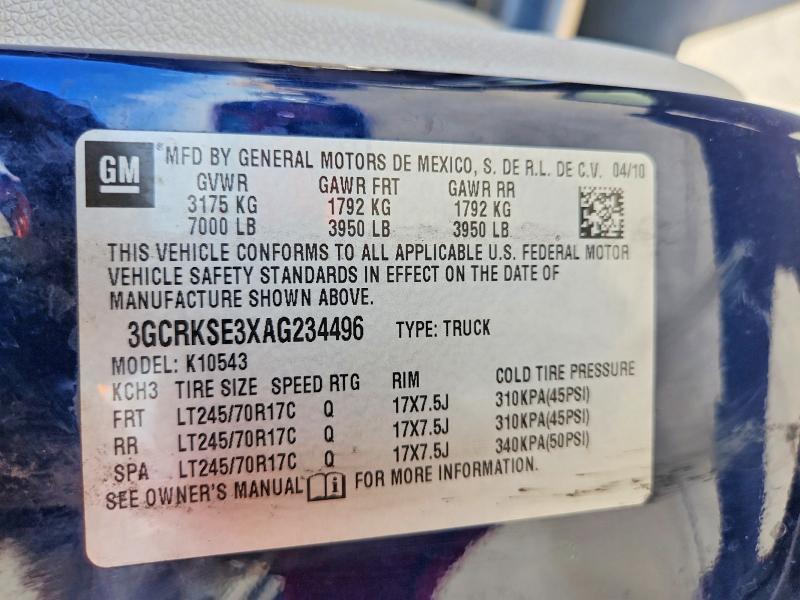 GM
MFD BY GENERAL MOTORS DE MEXICO, S. DE R.L. DE C.V. 04/10
GVWR GAWR FRT GAWR RR
3175 KG 1792 KG 1792 KG
7000 LB 3950 LB 3950 LB
THIS VEHICLE CONFORMS TO ALL APPLICABLE U.S. FEDERAL MOTOR
VEHICLE SAFETY STANDARDS IN EFFECT ON THE DATE OF
MANUFACTURE SHOWN ABOVE.
3GCRKSE3XAG234496 TYPE: TRUCK
MODEL: K10543
KCH3 TIRE SIZE SPEED RTG RIM COLD TIRE PRESSURE
FRT LT245/70R17C Q 17X7.5J 310KPA(45PSI)
RR LT245/70R17C Q 17X7.5J 310KPA(45PSI)
SPA LT245/70R17C Q 17X7.5J 340KPA(50PSI)
SEE OWNER'S MANUAL i FOR MORE INFORMATION.